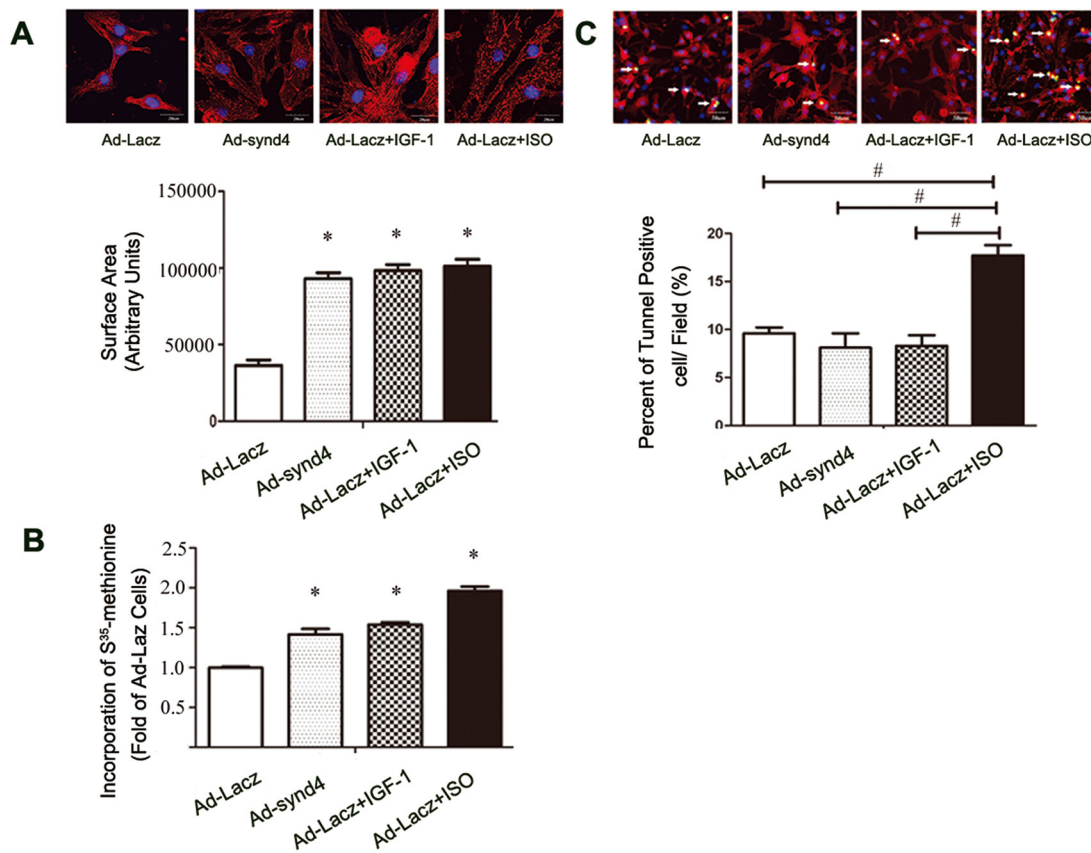 A
Ad-Lacz
Ad-synd4
Ad-Lacz+IGF-1
Ad-Lacz+ISO
Surface Area
(Arbitrary Units)
150000
100000
50000
0
*
*
*
Ad-Lacz
Ad-synd4
Ad-Lacz+IGF-1
Ad-Lacz+ISO
B
Incorporation of S³⁵-methionine
(Fold of Ad-Laz Cells)
2.5
2.0
1.5
1.0
0.5
*
*
*
Ad-Lacz
Ad-synd4
Ad-Lacz+IGF-1
Ad-Lacz+ISO
C
50um
50um
50um
50um
Ad-Lacz
Ad-synd4
Ad-Lacz+IGF-1
Ad-Lacz+ISO
#
#
#
Percent of Tunnel Positive
cell/ Field (%)
20
15
10
5
0
Ad-Lacz
Ad-synd4
Ad-Lacz+IGF-1
Ad-Lacz+ISO